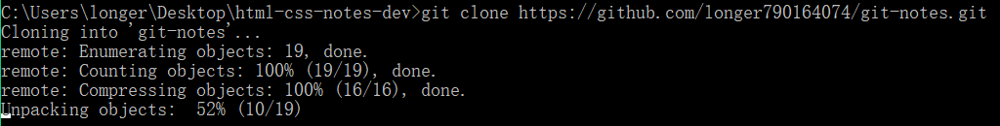 C:\Users\longer\Desktop\html-css-notes-dev>git clone https://github.com/longer790164074/git-notes.git
Cloning into 'git-notes'...
remote: Enumerating objects: 19, done.
remote: Counting objects: 100% (19/19), done.
remote: Compressing objects: 100% (16/16), done.
Unpacking objects:  52% (10/19)